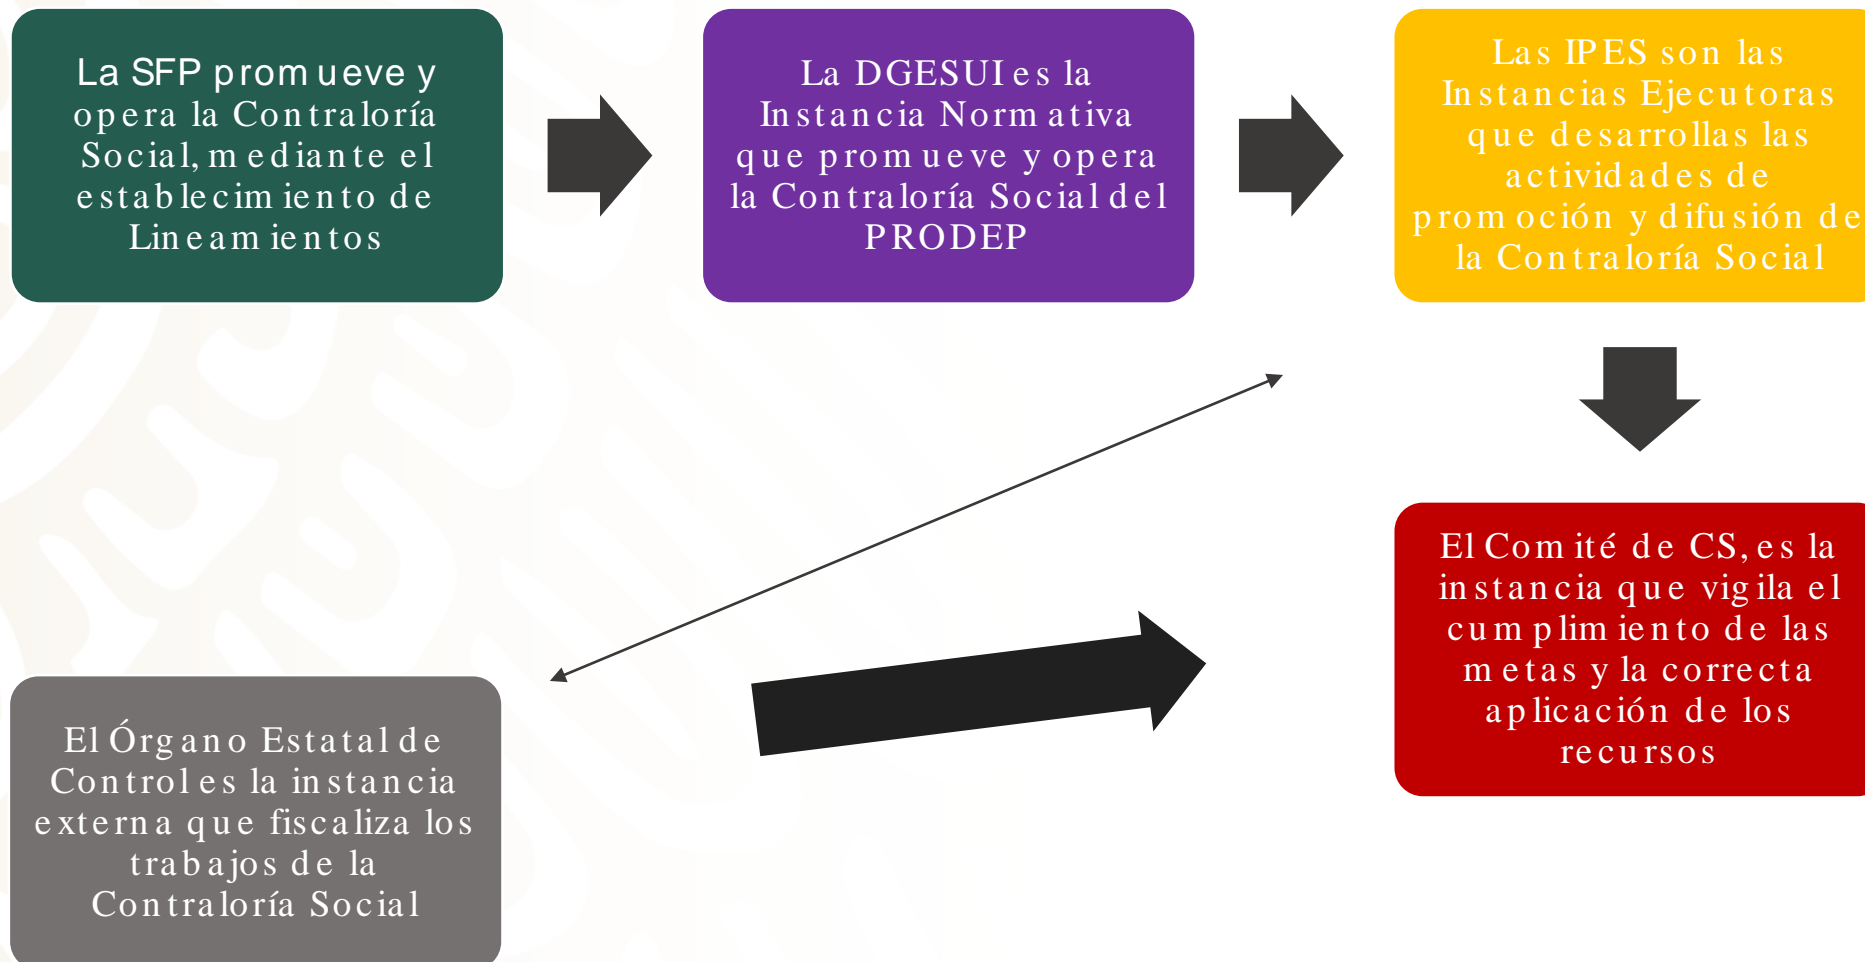 La SFP promueve y
opera la Contraloría
Social, mediante el
establecimiento de
Lineamientos
La DGESUI es la
Instancia Normativa
que promueve y opera
la Contraloría Social del
PRODEP
Las IPES son las
Instancias Ejecutoras
que desarrollas las
actividades de
promoción y difusión de
la Contraloría Social
El Comité de CS, es la
instancia que vigila el
cumplimiento de las
metas y la correcta
aplicación de los
recursos
El Órgano Estatal de
Control es la instancia
externa que fiscaliza los
trabajos de la
Contraloría Social